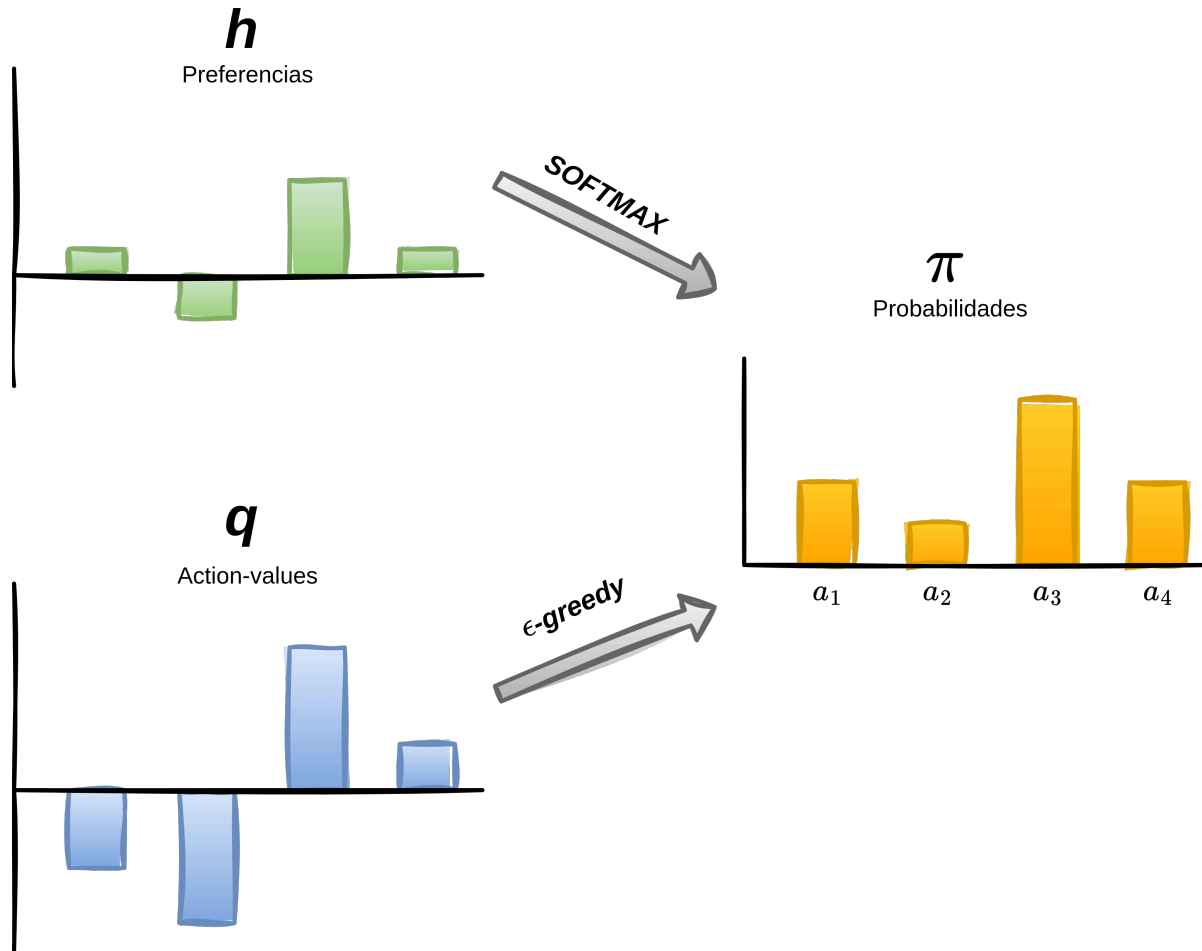 h
Preferencias
SOFTMAX
π
Probabilidades
a₁ a₂ a₃ a₄
q
Action-values
ϵ-greedy